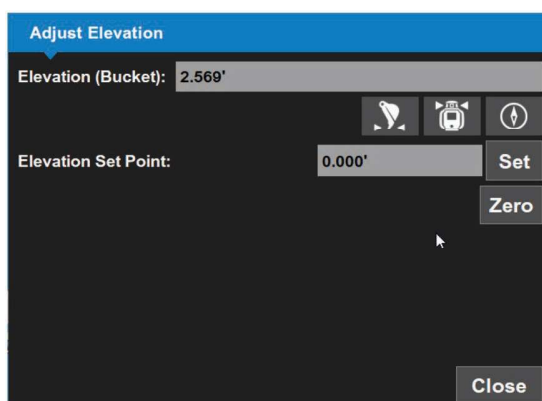 Adjust Elevation
Elevation (Bucket): 2.569'
Elevation Set Point: 0.000' Set
Zero
Close